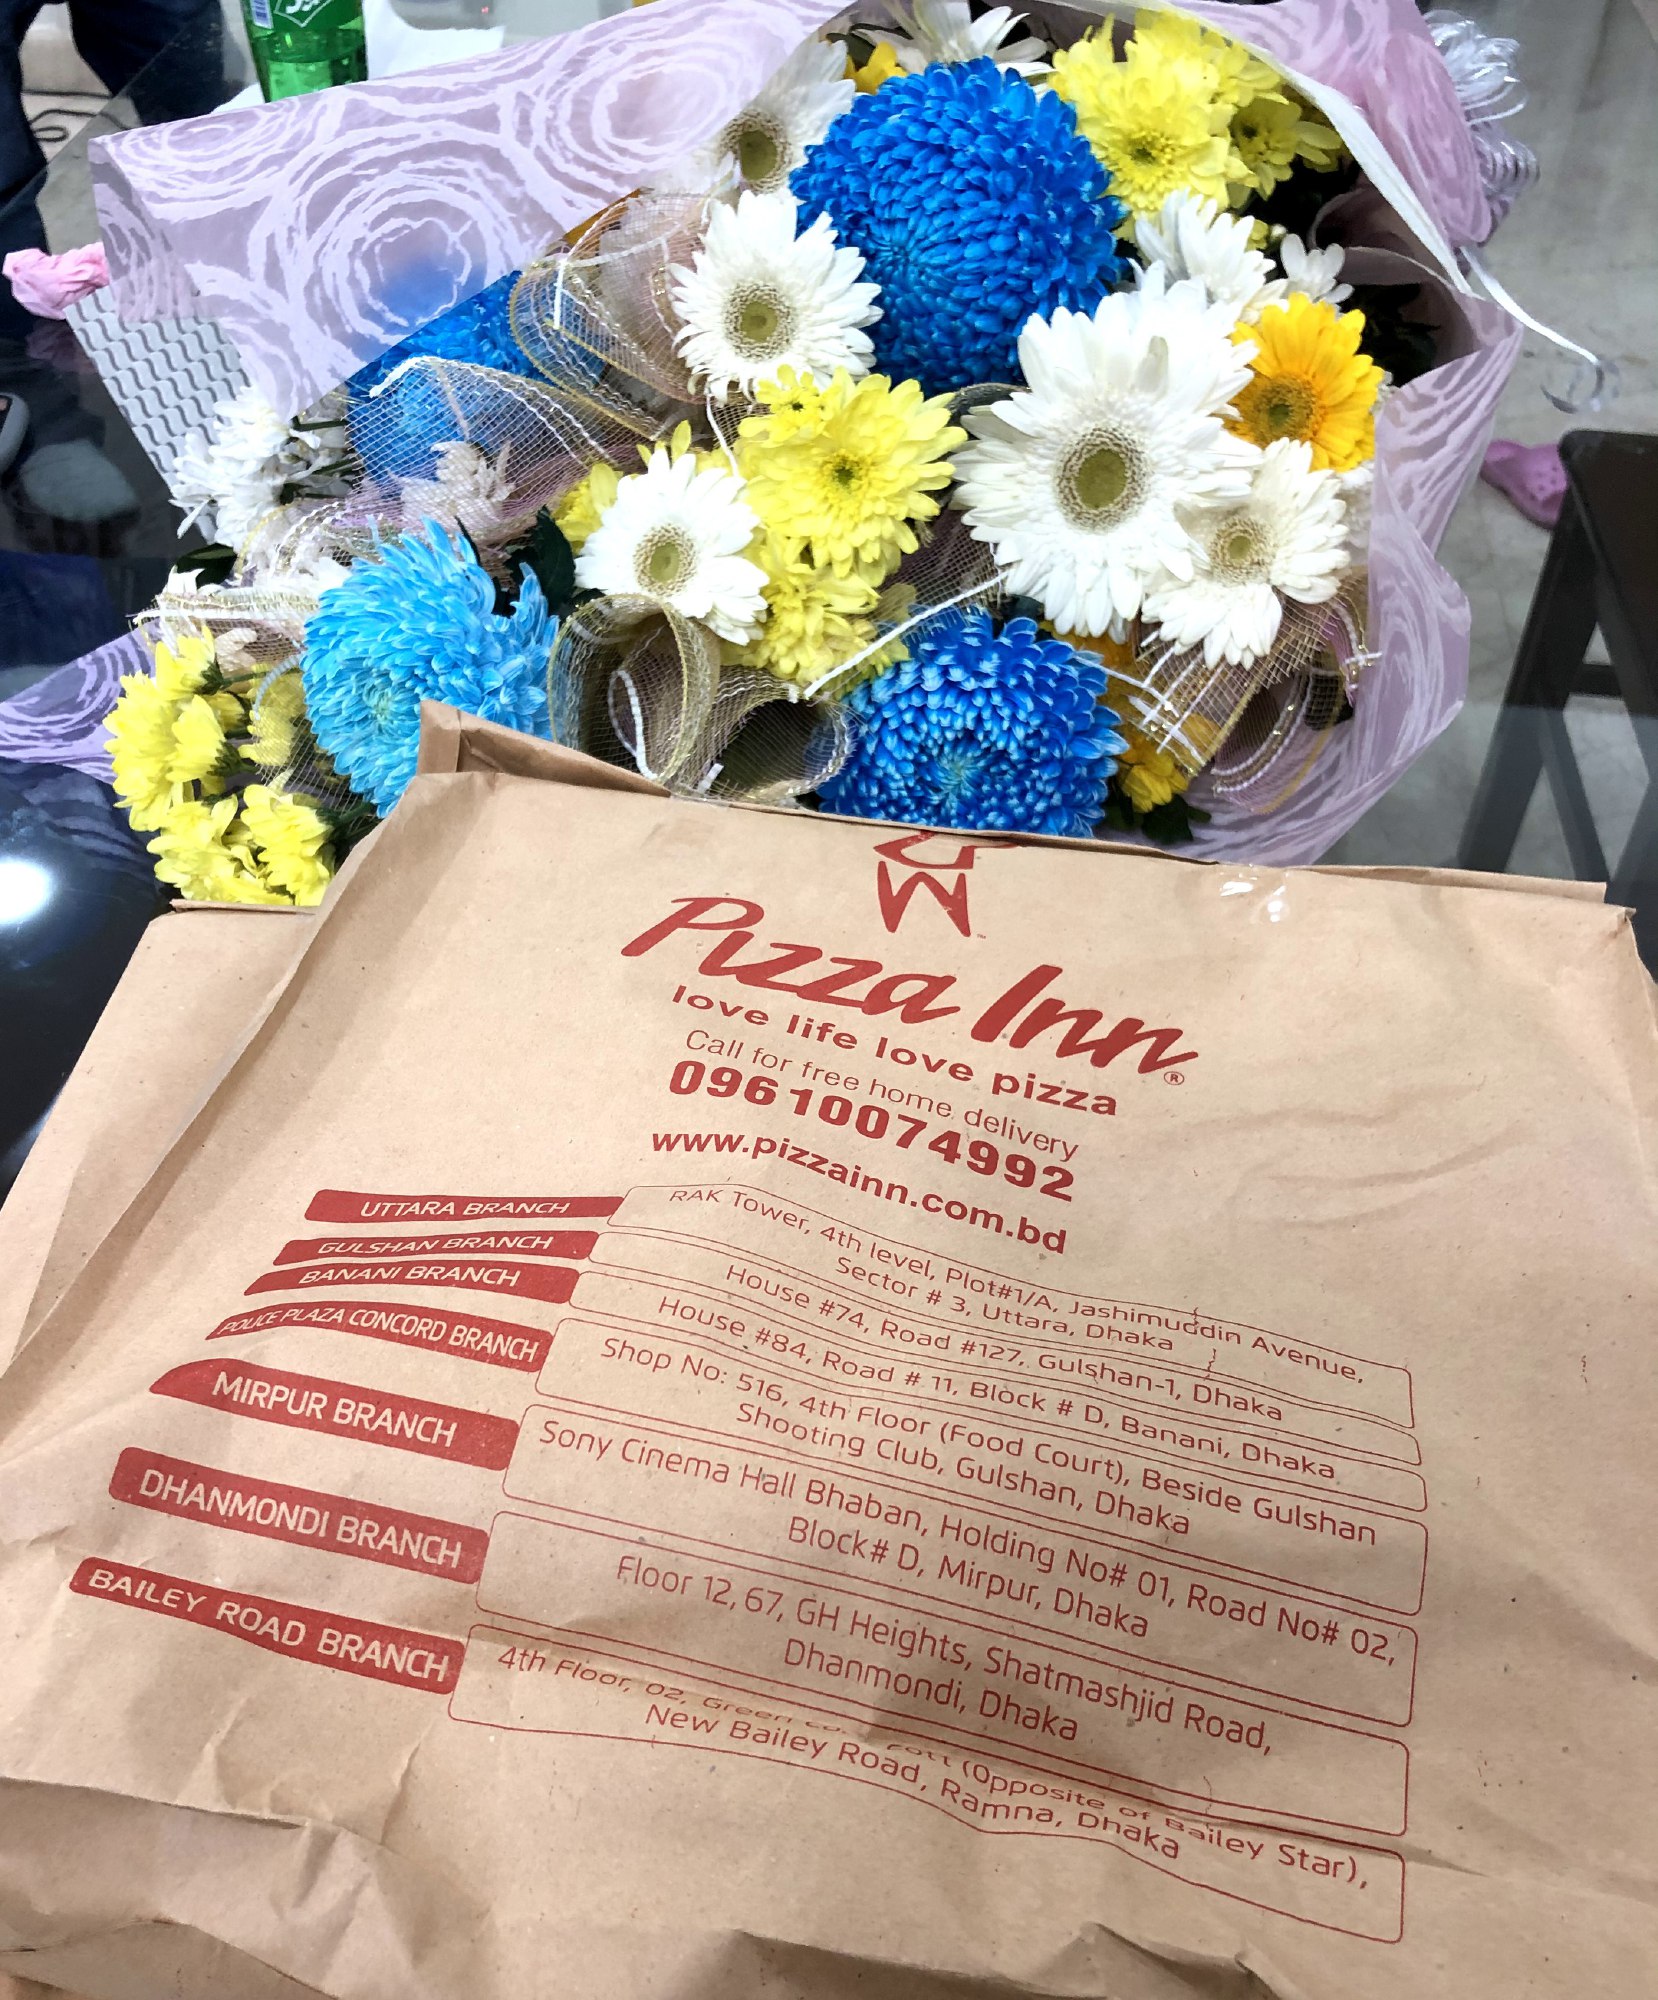 Pizza Inn
love life love pizza
Call for free home delivery
09610074992
www.pizzainn.com.bd
UTTARA BRANCH
RAK Tower, 4th level, Plot#1/A, Jashimuddin Avenue,
Sector # 3, Uttara, Dhaka
GULSHAN BRANCH
House #74, Road #127, Gulshan-1, Dhaka
BANANI BRANCH
House #84, Road # 11, Block # D, Banani, Dhaka
POLICE PLAZA CONCORD BRANCH
Shop No: 516, 4th Floor (Food Court), Beside Gulshan
Shooting Club, Gulshan, Dhaka
MIRPUR BRANCH
Sony Cinema Hall Bhaban, Holding No# 01, Road No# 02,
Block# D, Mirpur, Dhaka
DHANMONDI BRANCH
Floor 12, 67, GH Heights, Shatmashjid Road,
Dhanmondi, Dhaka
BAILEY ROAD BRANCH
4th Floor, 02, Green (Opposite of Bailey Star),
New Bailey Road, Ramna, Dhaka